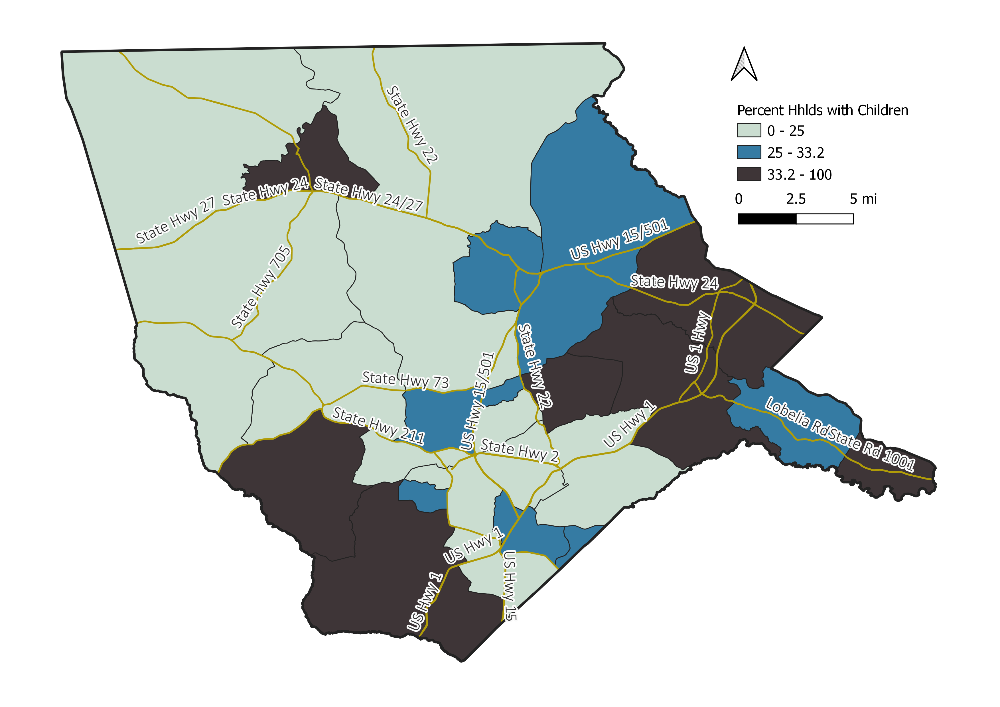 State Hwy 22
Percent Hhlds with Children
0 - 25
25 - 33.2
33.2 - 100
0 2.5 5 mi
State Hwy 27
State Hwy 24
State Hwy 24/27
US Hwy 15/501
State Hwy 705
State Hwy 24
US 1 Hwy
State Hwy 22
US Hwy 15/501
State Hwy 73
State Hwy 211
US Hwy 1
Lobelia RdState Rd 1001
State Hwy 2
US Hwy 1
US Hwy 1
US Hwy 15